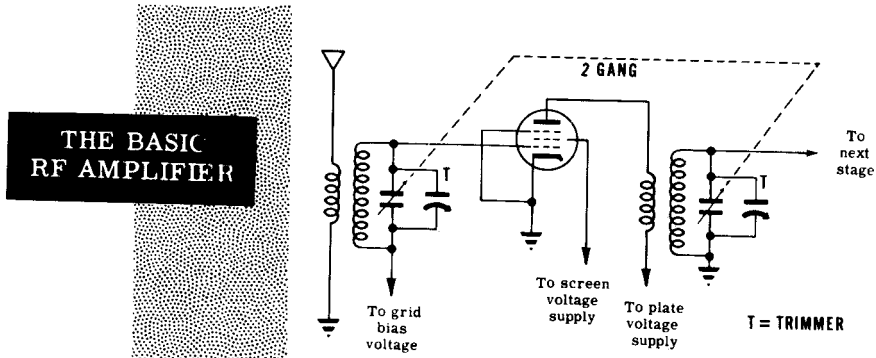 THE BASIC
RF AMPLIFIER
2 GANG
T
T
To
next
stage
To grid
bias
voltage
To screen
voltage
supply
To plate
voltage
supply
T = TRIMMER